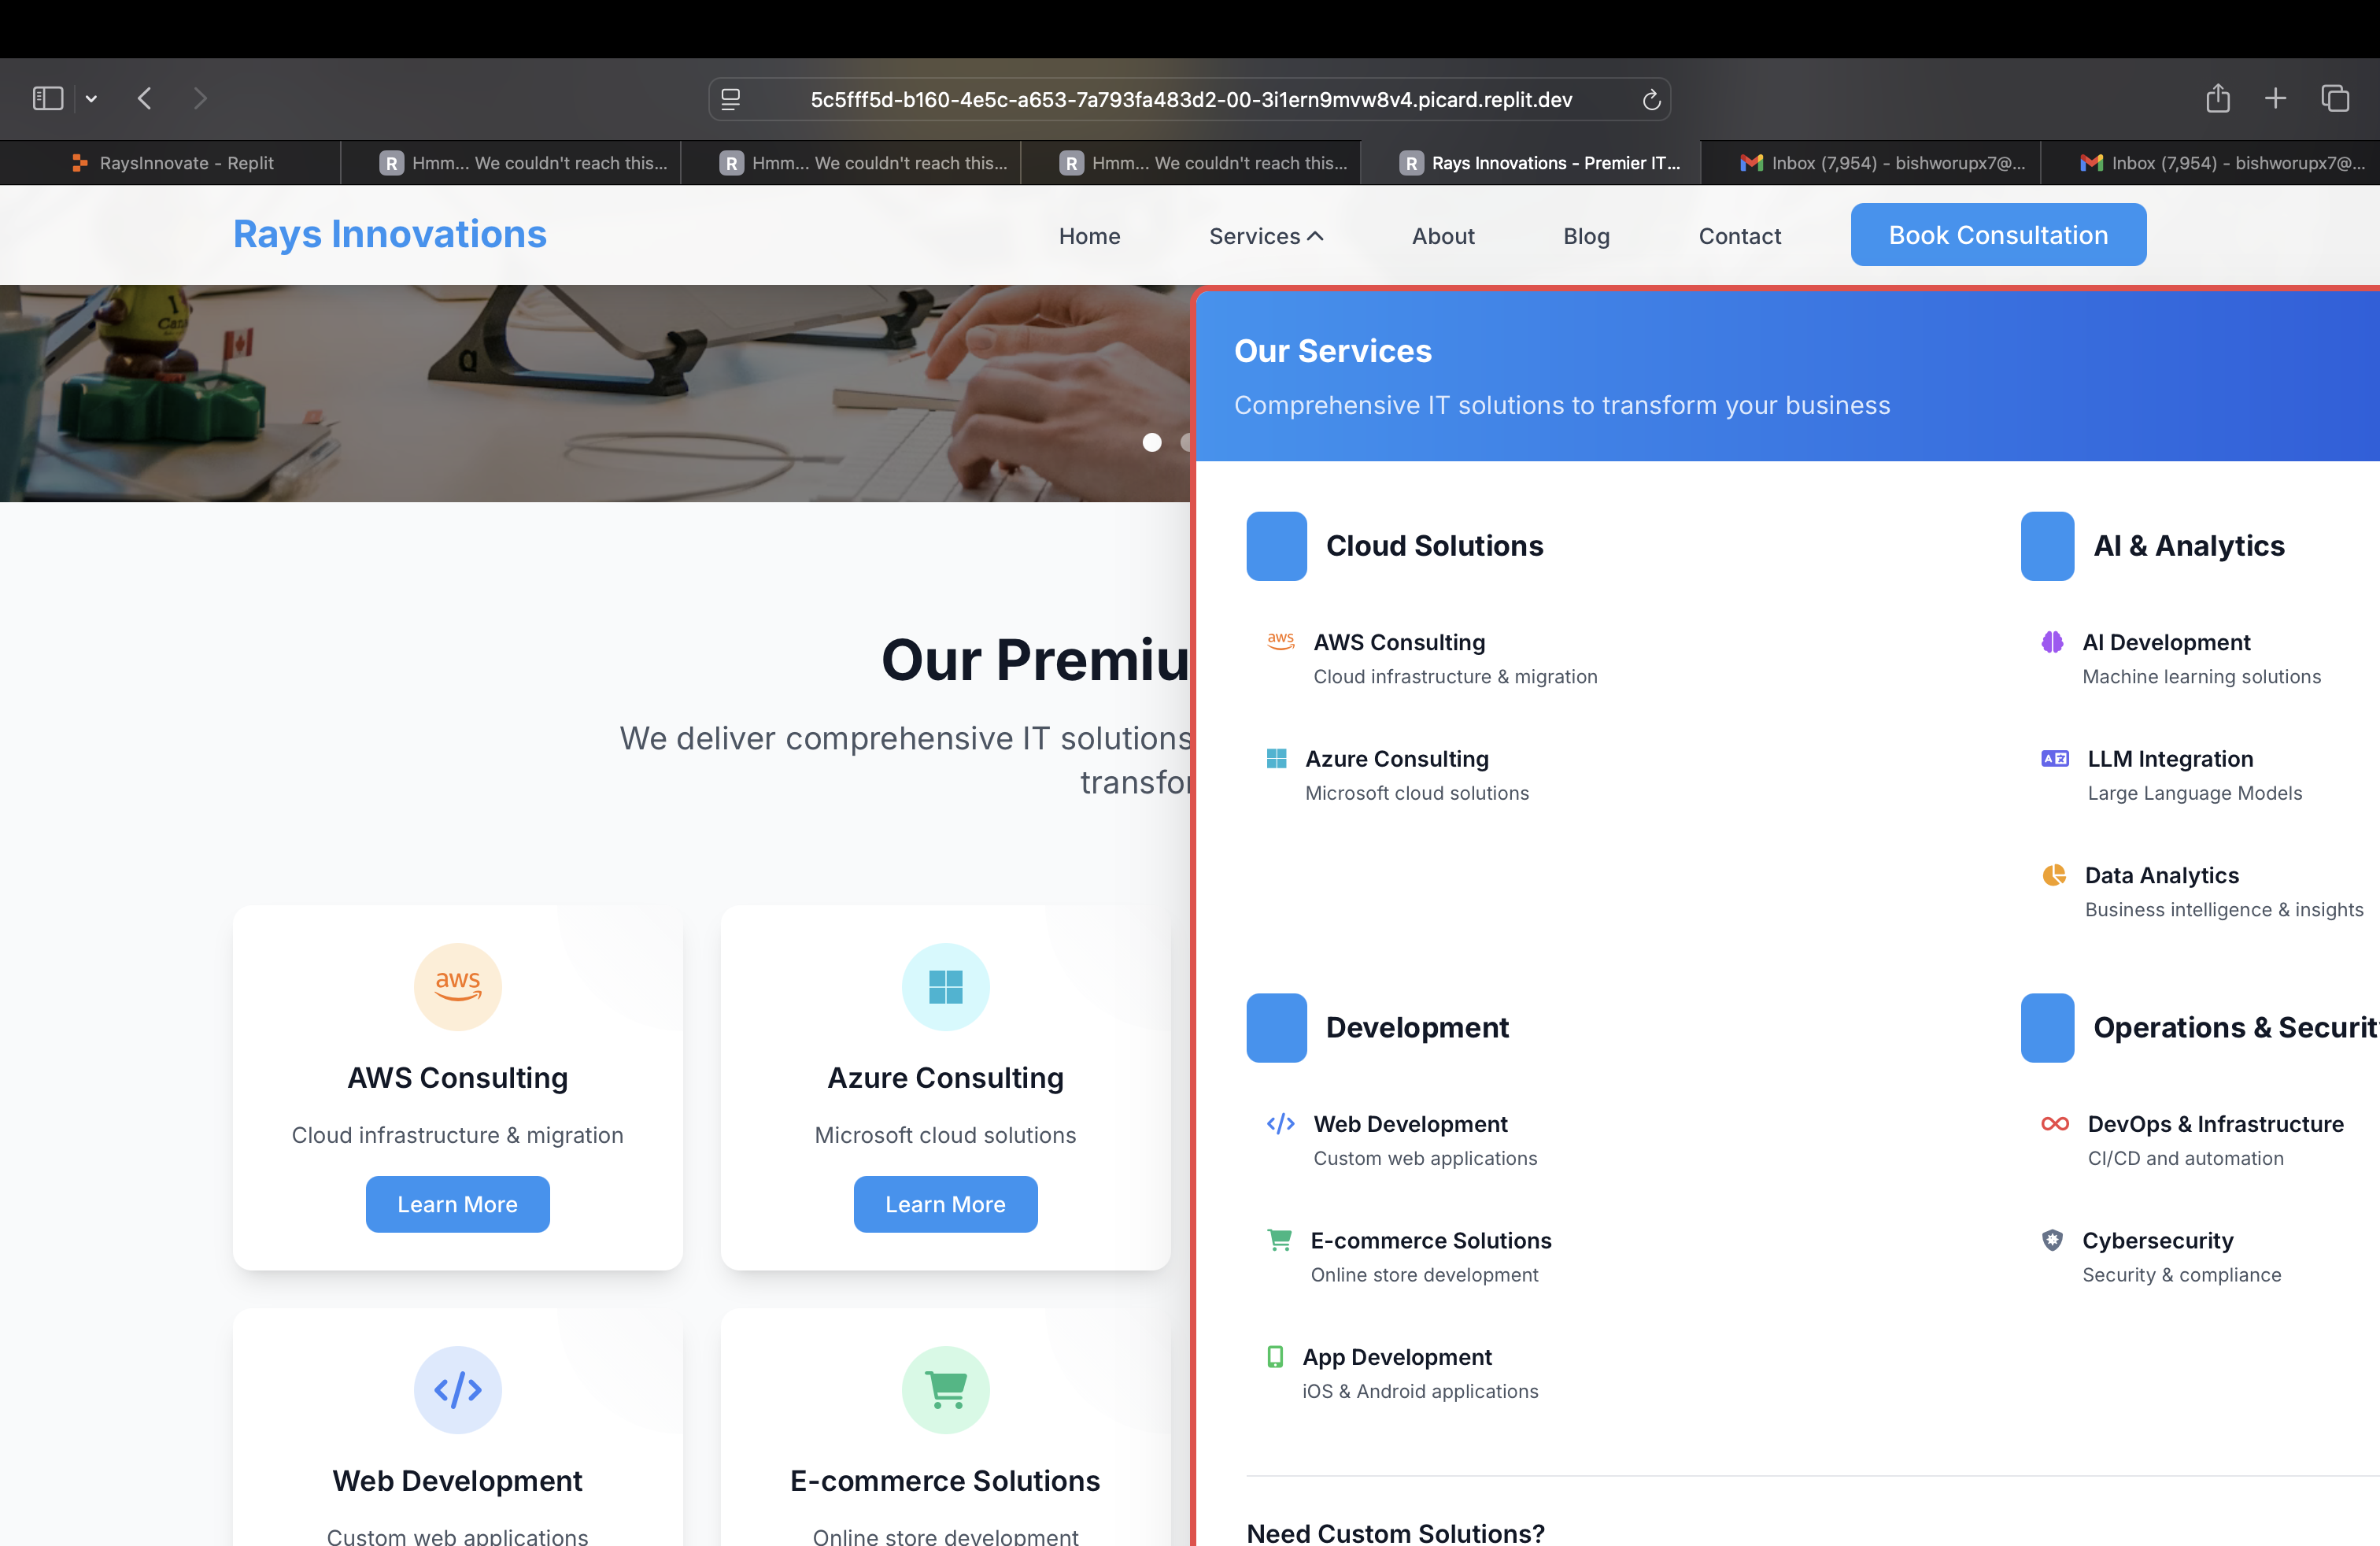 5c5fff5d-b160-4e5c-a653-7a793fa483d2-00-3i1ern9mvw8v4.picard.replit.dev
RaysInnovate - Replit
R Hmm... We couldn't reach this...
R Hmm... We couldn't reach this...
R Hmm... We couldn't reach this...
R Rays Innovations - Premier IT...
Inbox (7,954) - bishworupx7@...
Inbox (7,954) - bishworupx7@...
Rays Innovations
Home
Services
About
Blog
Contact
Book Consultation
Our Premiu
We deliver comprehensive IT solutions
transfor
aws
AWS Consulting
Cloud infrastructure & migration
Learn More
Azure Consulting
Microsoft cloud solutions
Learn More
Web Development
Custom web applications
E-commerce Solutions
Online store development
Our Services
Comprehensive IT solutions to transform your business
Cloud Solutions
aws
AWS Consulting
Cloud infrastructure & migration
Azure Consulting
Microsoft cloud solutions
AI & Analytics
AI Development
Machine learning solutions
LLM Integration
Large Language Models
Data Analytics
Business intelligence & insights
Development
Web Development
Custom web applications
E-commerce Solutions
Online store development
App Development
iOS & Android applications
Operations & Securit
DevOps & Infrastructure
CI/CD and automation
Cybersecurity
Security & compliance
Need Custom Solutions?